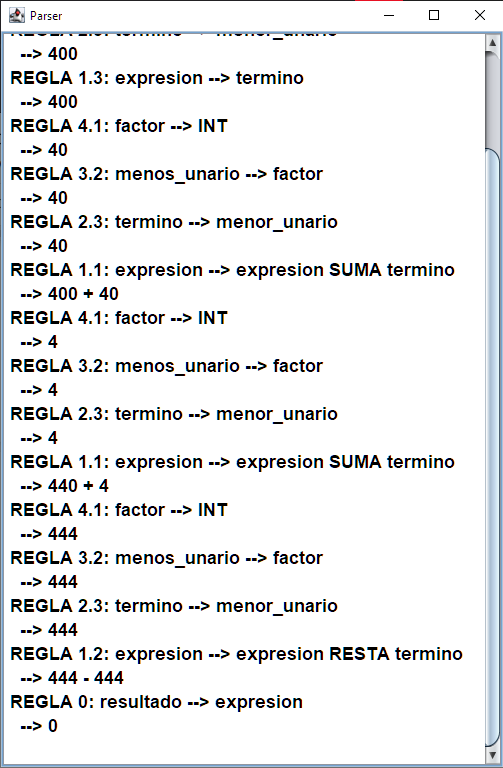 Parser
REGLA 2.3: termino --> menor_unario
--> 400
REGLA 1.3: expresion --> termino
--> 400
REGLA 4.1: factor --> INT
--> 40
REGLA 3.2: menos_unario --> factor
--> 40
REGLA 2.3: termino --> menor_unario
--> 40
REGLA 1.1: expresion --> expresion SUMA termino
--> 400 + 40
REGLA 4.1: factor --> INT
--> 4
REGLA 3.2: menos_unario --> factor
--> 4
REGLA 2.3: termino --> menor_unario
--> 4
REGLA 1.1: expresion --> expresion SUMA termino
--> 440 + 4
REGLA 4.1: factor --> INT
--> 444
REGLA 3.2: menos_unario --> factor
--> 444
REGLA 2.3: termino --> menor_unario
--> 444
REGLA 1.2: expresion --> expresion RESTA termino
--> 444 - 444
REGLA 0: resultado --> expresion
--> 0